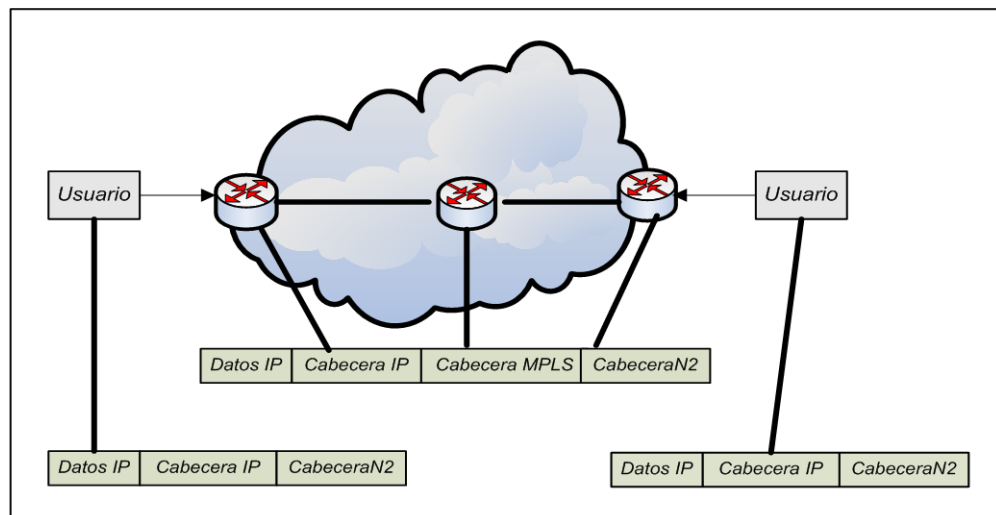 Usuario
Usuario
Datos IP Cabecera IP Cabecera MPLS CabeceraN2
Datos IP Cabecera IP CabeceraN2
Datos IP Cabecera IP CabeceraN2